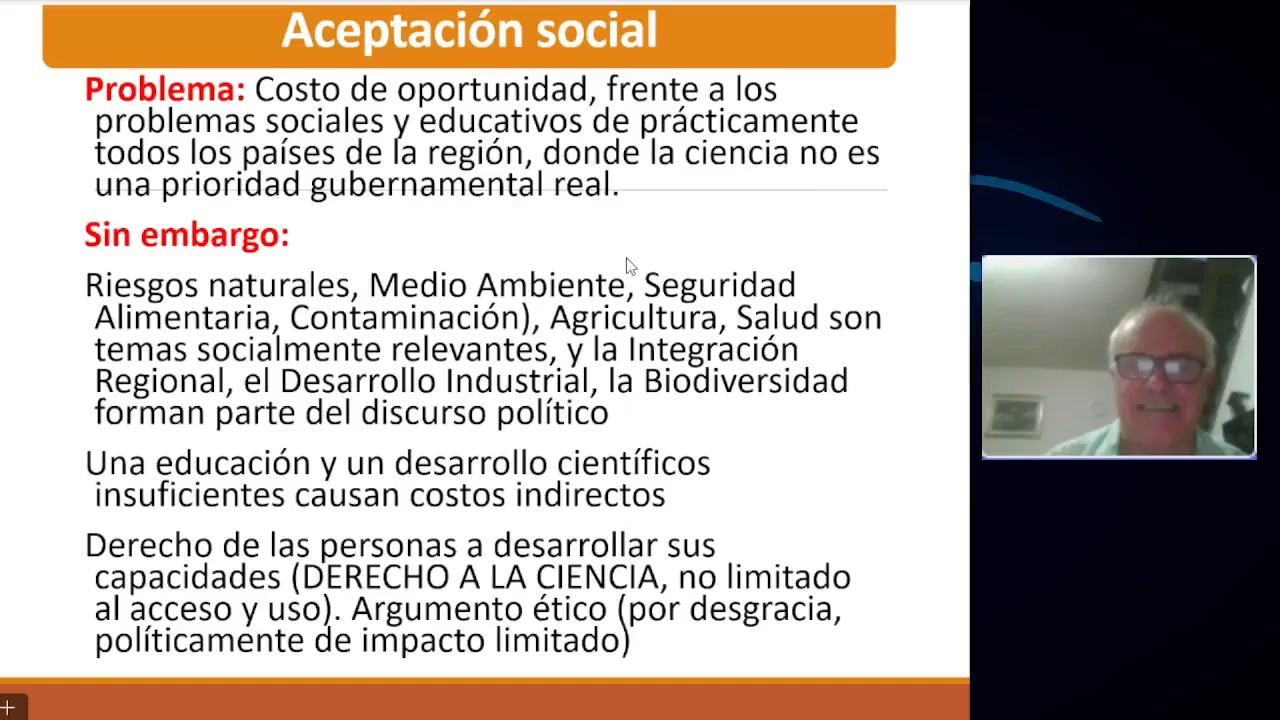 Aceptación social
Problema: Costo de oportunidad, frente a los
problemas sociales y educativos de prácticamente
todos los países de la región, donde la ciencia no es
una prioridad gubernamental real.
Sin embargo:
Riesgos naturales, Medio Ambiente, Seguridad
Alimentaria, Contaminación), Agricultura, Salud son
temas socialmente relevantes, y la Integración
Regional, el Desarrollo Industrial, la Biodiversidad
forman parte del discurso político
Una educación y un desarrollo científicos
insuficientes causan costos indirectos
Derecho de las personas a desarrollar sus
capacidades (DERECHO A LA CIENCIA, no limitado
al acceso y uso). Argumento ético (por desgracia,
políticamente de impacto limitado)